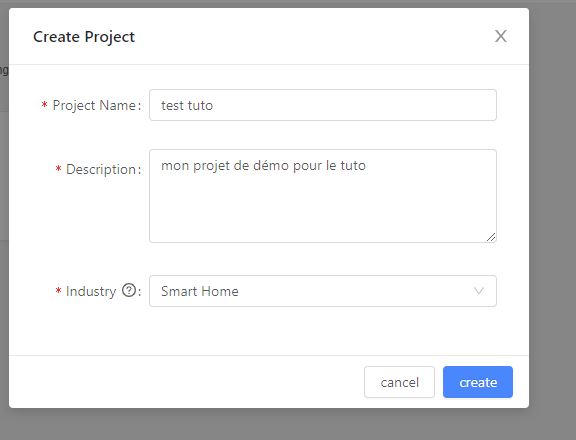 Create Project
ng
* Project Name:
test tuto
* Description:
mon projet de démo pour le tuto
* Industry ?:
Smart Home
cancel
create